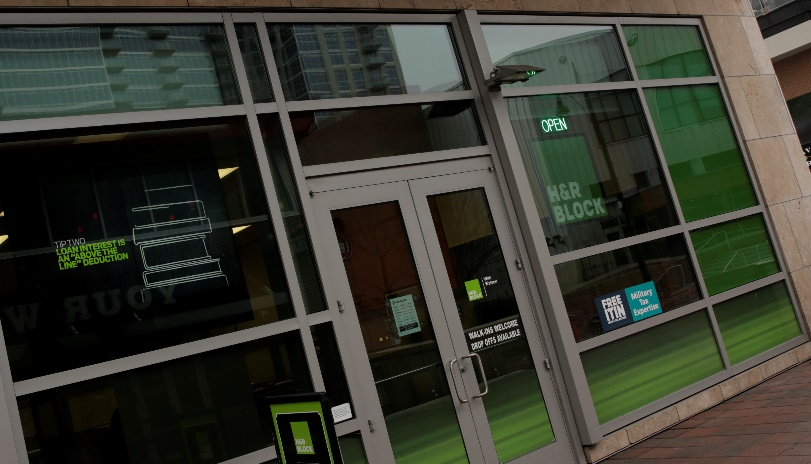 TIP TWO
LOAN INTEREST IS
AN "ABOVE THE
LINE" DEDUCTION
YOUR W
OPEN
H&R
BLOCK
WALK-INS WELCOME
DROP OFFS AVAILABLE
FREE
ITIN
Military
Tax
Expertise
H&R
BLOCK